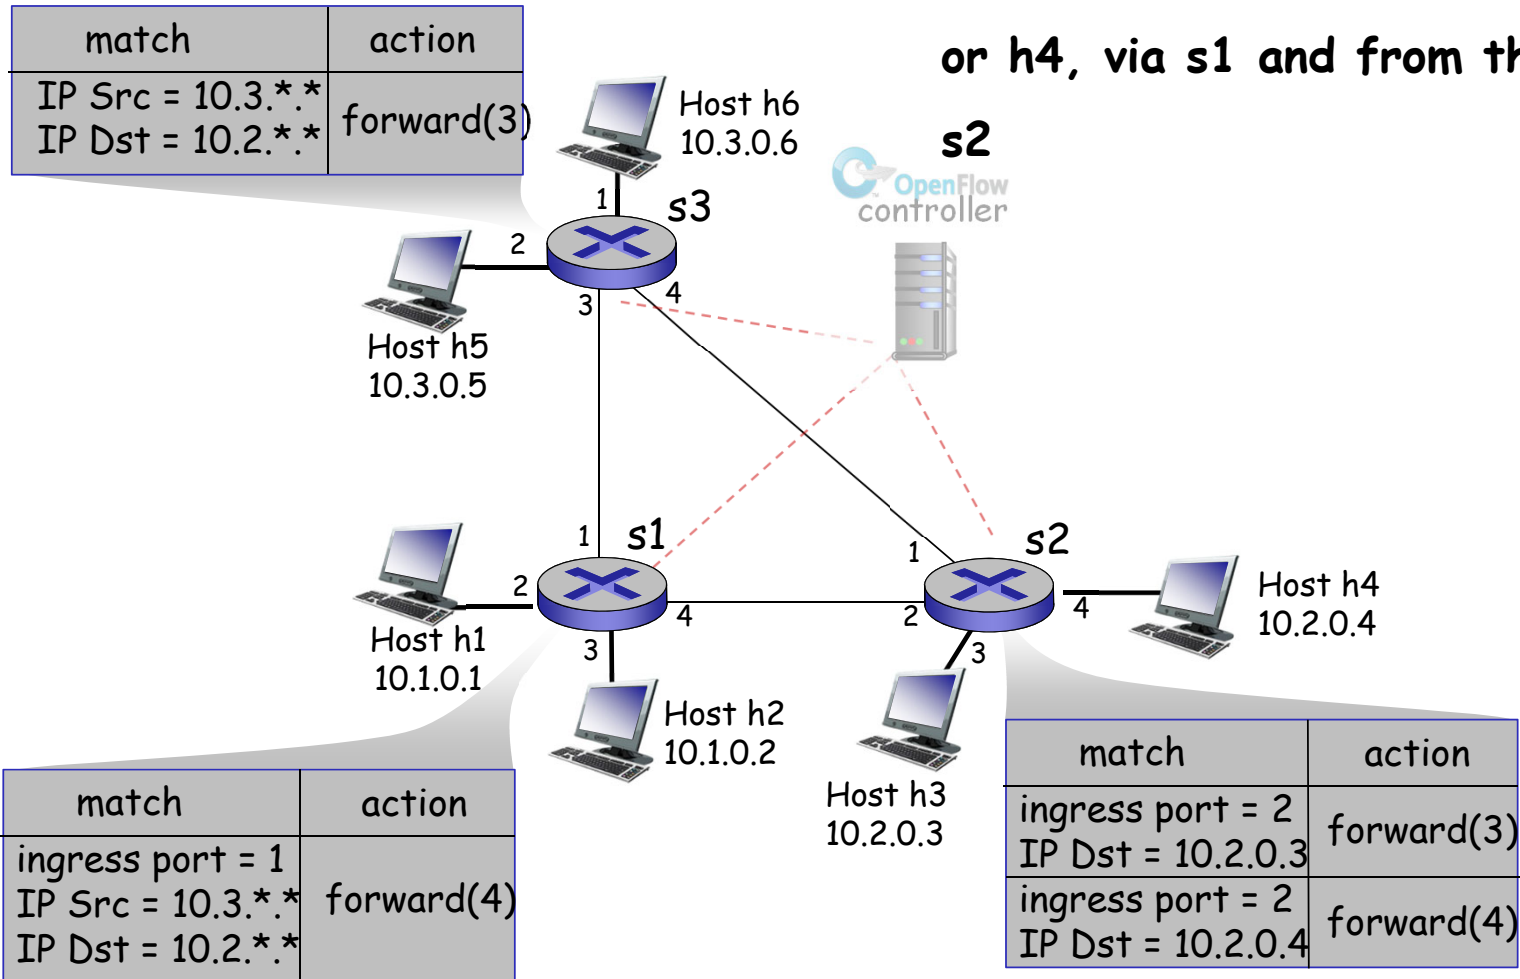 match action
IP Src = 10.3.*.*
IP Dst = 10.2.*.*
forward(3)
or h4, via s1 and from th
s2
Host h6
10.3.0.6
OpenFlow
controller
1
s3
2
3
4
Host h5
10.3.0.5
1
s1
2
4
3
Host h1
10.1.0.1
Host h2
10.1.0.2
1
s2
2
4
3
Host h4
10.2.0.4
Host h3
10.2.0.3
match action
ingress port = 1
IP Src = 10.3.*.*
IP Dst = 10.2.*.*
forward(4)
match action
ingress port = 2
IP Dst = 10.2.0.3
forward(3)
ingress port = 2
IP Dst = 10.2.0.4
forward(4)